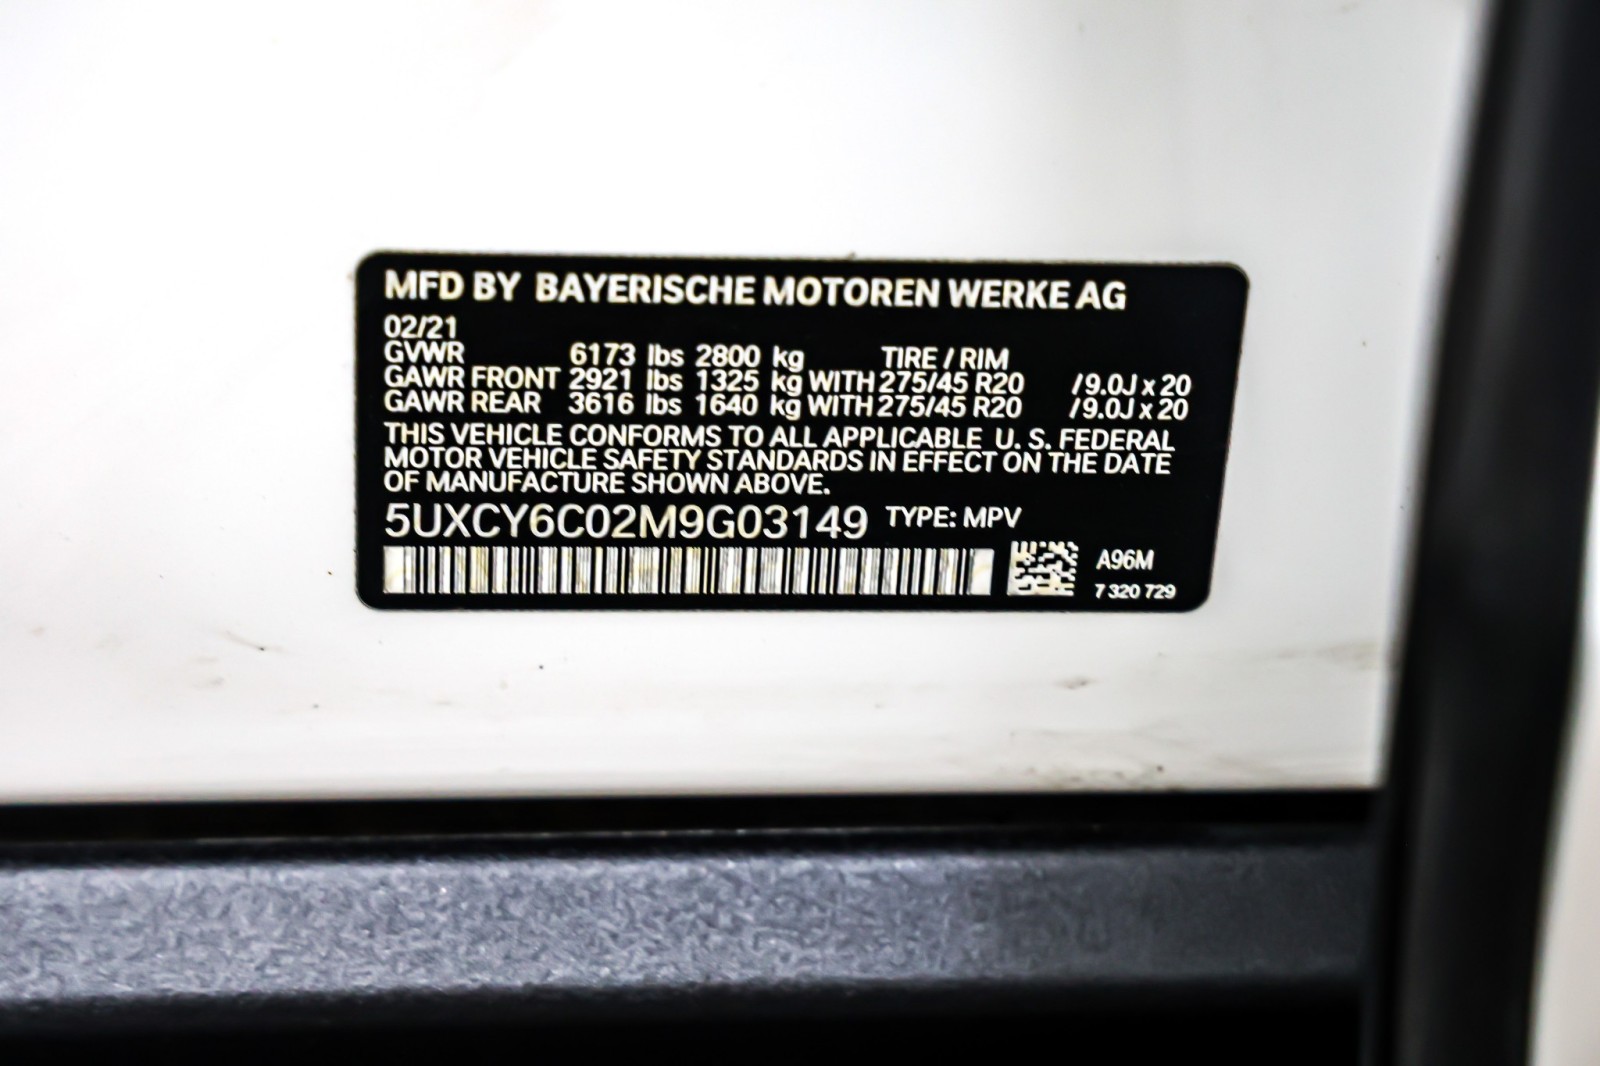 MFD BY BAYERISCHE MOTOREN WERKE AG
02/21
GVWR 6173 lbs 2800 kg TIRE / RIM
GAWR FRONT 2921 lbs 1325 kg WITH 275/45 R20 /9.0J x 20
GAWR REAR 3616 lbs 1640 kg WITH 275/45 R20 /9.0J x 20
THIS VEHICLE CONFORMS TO ALL APPLICABLE U. S. FEDERAL
MOTOR VEHICLE SAFETY STANDARDS IN EFFECT ON THE DATE
OF MANUFACTURE SHOWN ABOVE.
5UXCY6C02M9G03149 TYPE: MPV
A96M
7 320 729